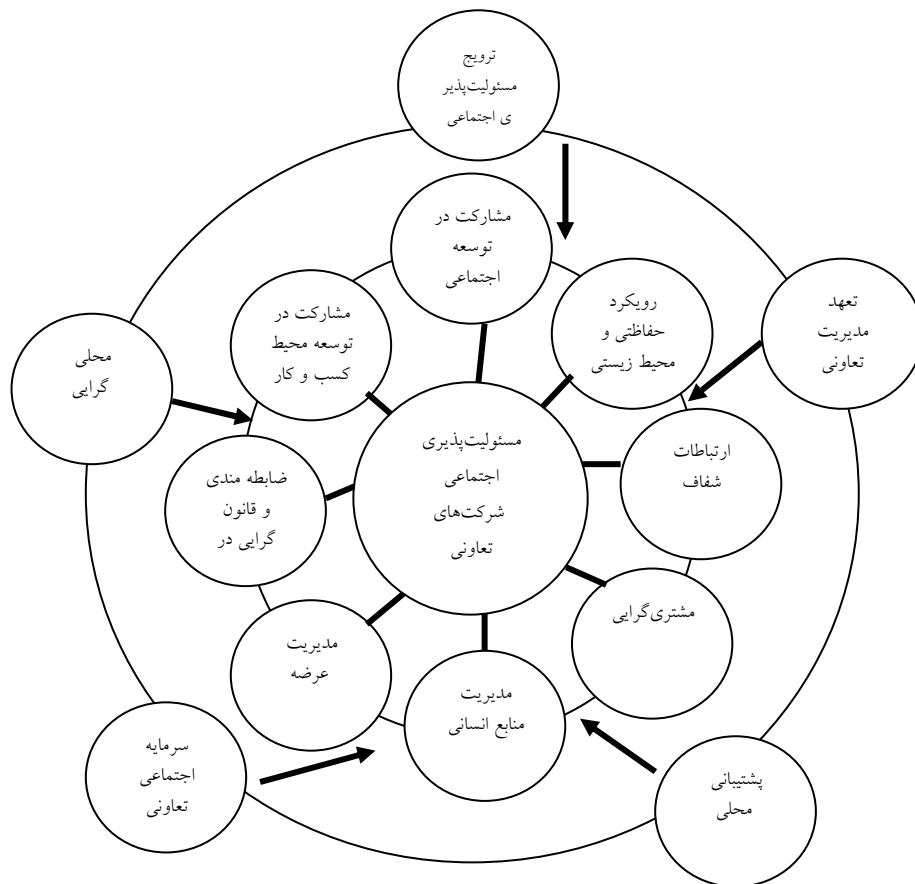 ترویج
مسئولیت‌پذیر
ی اجتماعی
مشارکت در
توسعه
اجتماعی
رویکرد
حفاظتی و
محیط زیستی
تعهد
مدیریت
تعاونی
مشارکت در
توسعه محیط
کسب و کار
محلی
گرایی
مسئولیت‌پذیری
اجتماعی
شرکت‌های
تعاونی
ارتباطات
شفاف
ضابطه مندی
و قانون
گرایی در
مشتری‌گرایی
مدیریت
عرضه
مدیریت
منابع انسانی
سرمایه
اجتماعی
تعاونی
پشتیبانی
محلی